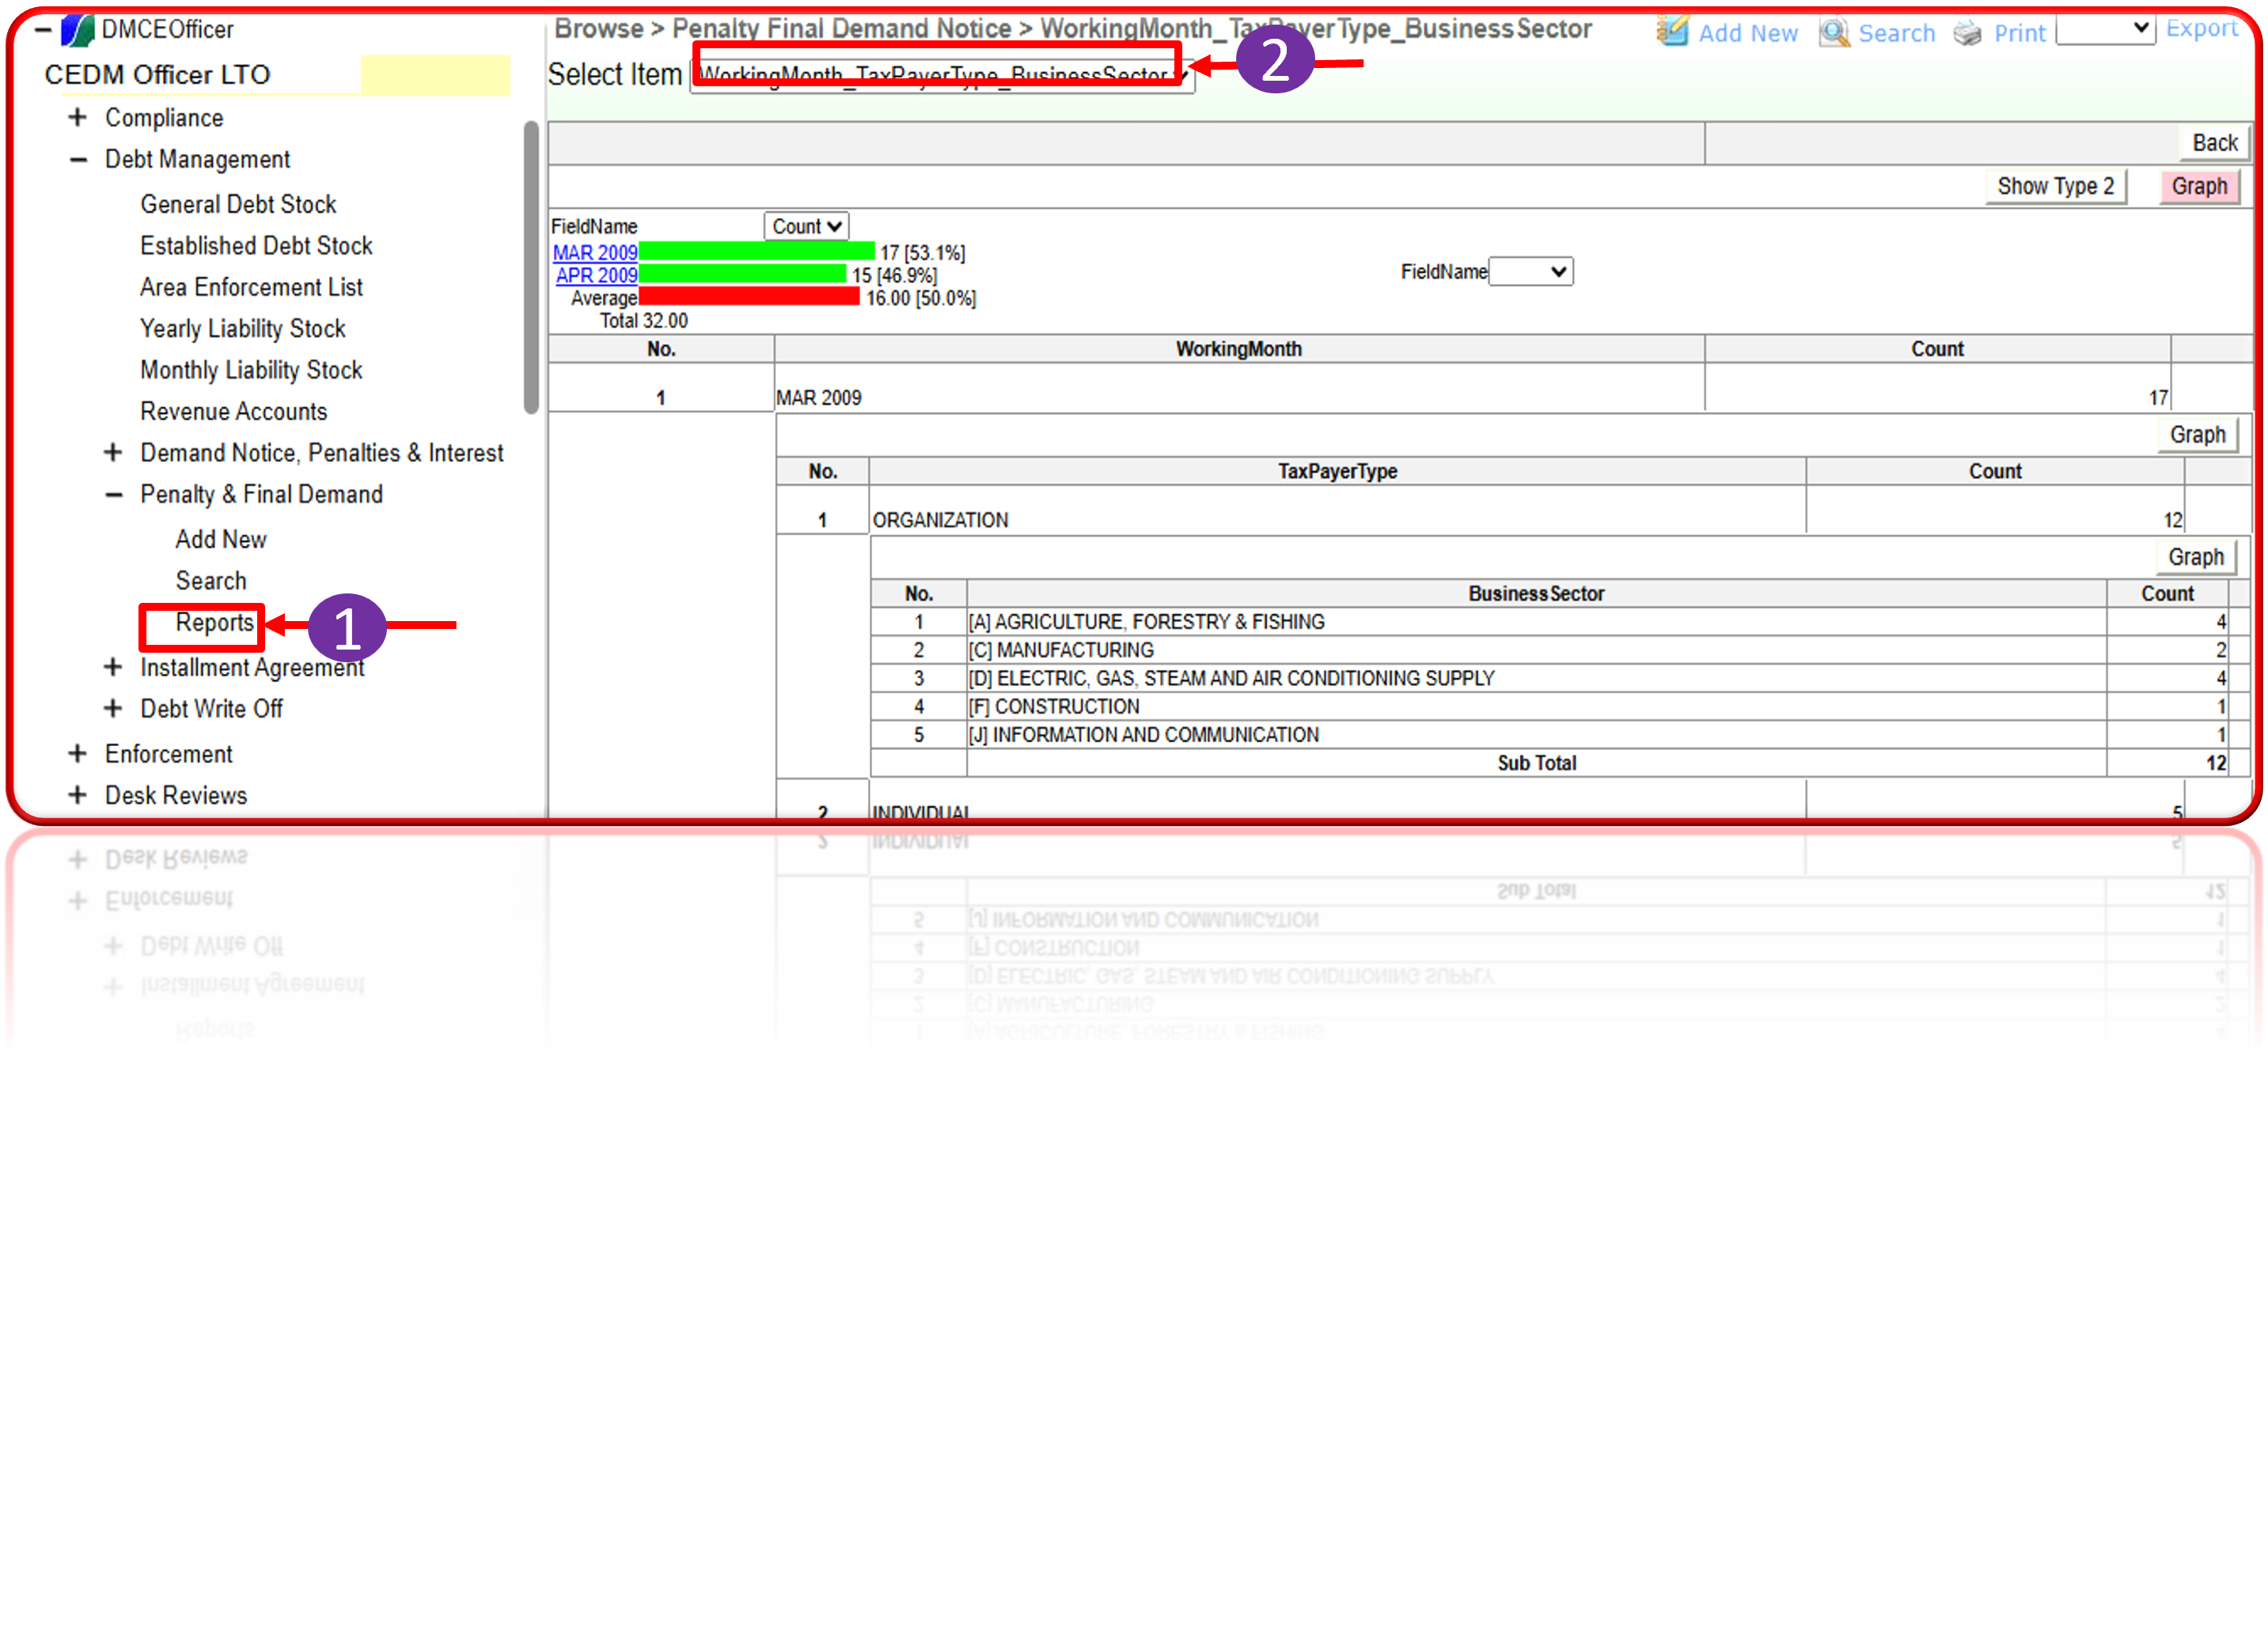 DMCEOfficer
CEDM Officer LTO
+ Compliance
− Debt Management
General Debt Stock
Established Debt Stock
Area Enforcement List
Yearly Liability Stock
Monthly Liability Stock
Revenue Accounts
+ Demand Notice, Penalties & Interest
− Penalty & Final Demand
Add New
Search
Reports
1
+ Installment Agreement
+ Debt Write Off
+ Enforcement
+ Desk Reviews
Browse > Penalty Final Demand Notice > WorkingMonth_TaxPayerType_BusinessSector
Add New Search Print Export
Select Item WorkingMonth_TaxPayerType_BusinessSector
2
Back
Show Type 2 Graph
FieldName Count
MAR 2009 17 [53.1%]
APR 2009 15 [46.9%]
Average 16.00 [50.0%]
Total 32.00
FieldName
No. WorkingMonth Count
1 MAR 2009 17
Graph
No. TaxPayerType Count
1 ORGANIZATION 12
Graph
No. BusinessSector Count
1 [A] AGRICULTURE, FORESTRY & FISHING 4
2 [C] MANUFACTURING 2
3 [D] ELECTRIC, GAS, STEAM AND AIR CONDITIONING SUPPLY 4
4 [F] CONSTRUCTION 1
5 [J] INFORMATION AND COMMUNICATION 1
Sub Total 12
2 INDIVIDUAL 5